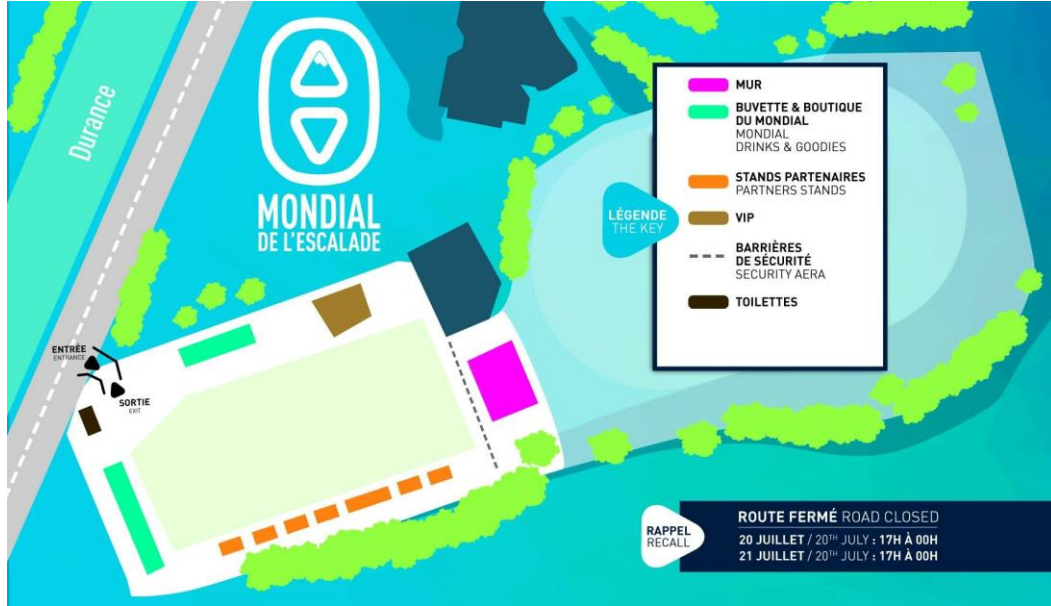 Durance
MONDIAL
DE L'ESCALADE
MUR
BUVETTE & BOUTIQUE
DU MONDIAL
MONDIAL
DRINKS & GOODIES
STANDS PARTENAIRES
PARTNERS STANDS
LÉGENDE
THE KEY
VIP
BARRIÈRES
DE SÉCURITÉ
SECURITY AERA
TOILETTES
ENTRÉE
ENTRANCE
SORTIE
EXIT
RAPPEL
RECALL
ROUTE FERMÉ ROAD CLOSED
20 JUILLET / 20TH JULY : 17H À 00H
21 JUILLET / 20TH JULY : 17H À 00H